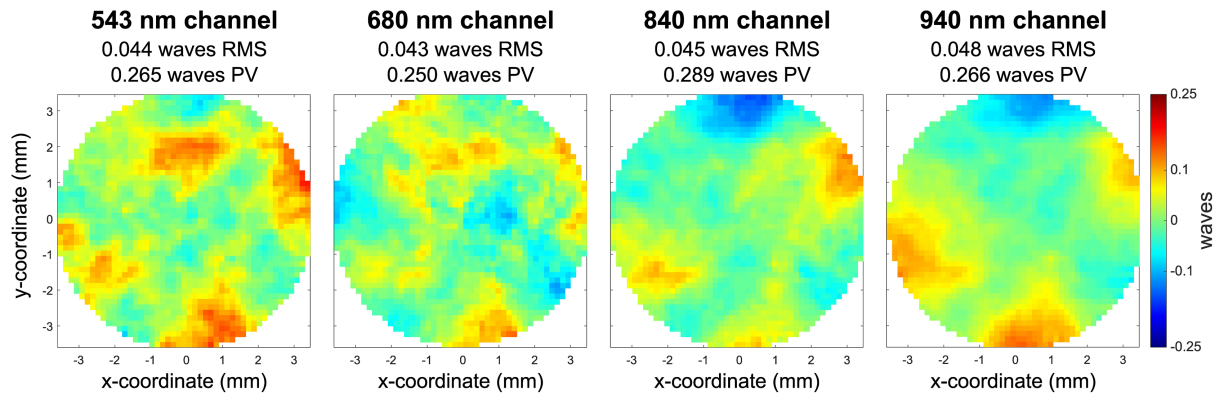 543 nm channel
0.044 waves RMS
0.265 waves PV
680 nm channel
0.043 waves RMS
0.250 waves PV
840 nm channel
0.045 waves RMS
0.289 waves PV
940 nm channel
0.048 waves RMS
0.266 waves PV
y-coordinate (mm)
3
2
1
0
-1
-2
-3
-3 -2 -1 0 1 2 3
-3 -2 -1 0 1 2 3
-3 -2 -1 0 1 2 3
-3 -2 -1 0 1 2 3
x-coordinate (mm)
x-coordinate (mm)
x-coordinate (mm)
x-coordinate (mm)
0.25
0.1
0
-0.1
-0.25
waves